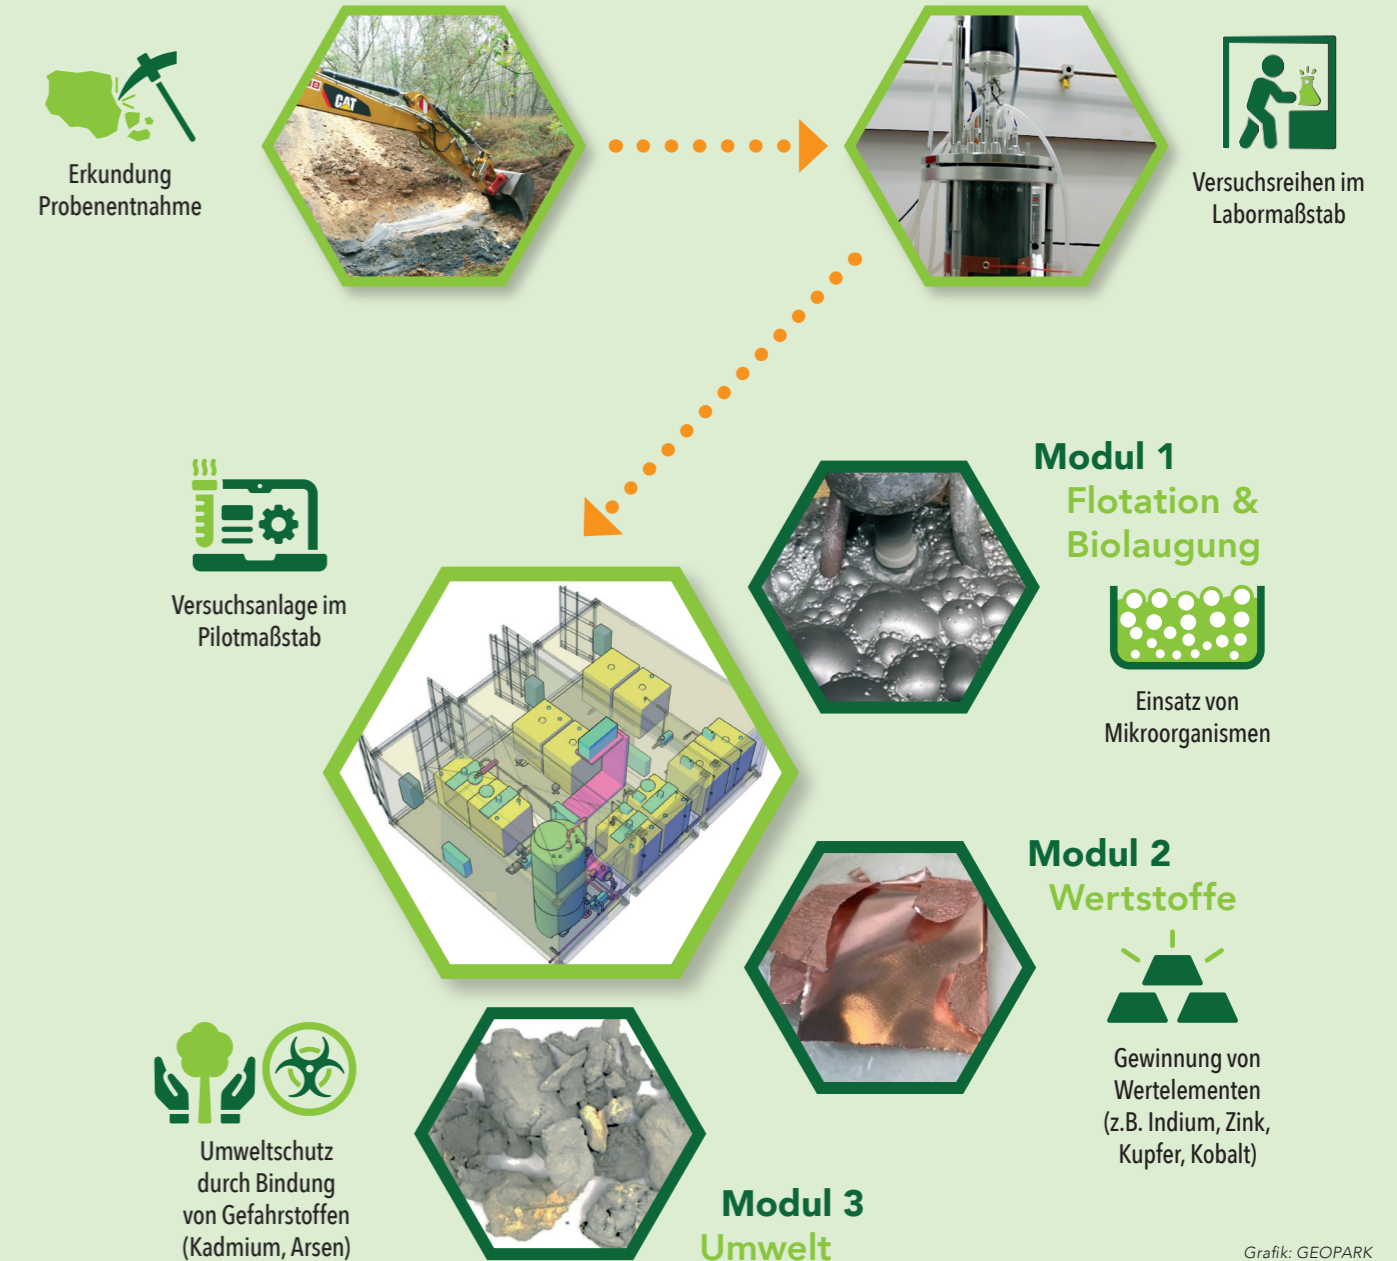 Erkundung
Probenentnahme
CAT
Versuchsreihen im
Labormaßstab
Versuchsanlage im
Pilotmaßstab
Modul 1
Flotation &
Biolaugung
Einsatz von
Mikroorganismen
Modul 2
Wertstoffe
Gewinnung von
Wertelementen
(z.B. Indium, Zink,
Kupfer, Kobalt)
Umweltschutz
durch Bindung
von Gefahrstoffen
(Kadmium, Arsen)
Modul 3
Umwelt
Grafik: GEOPARK